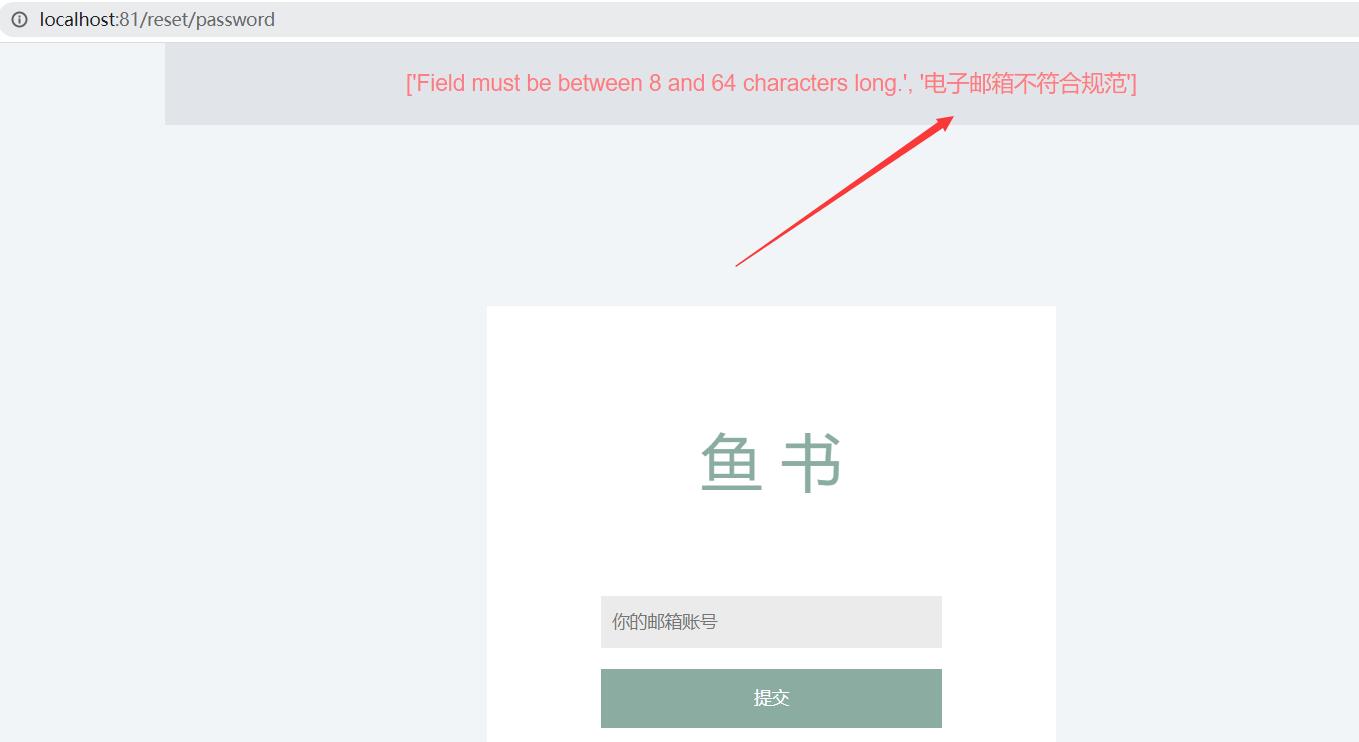 localhost:81/reset/password
['Field must be between 8 and 64 characters long.', '电子邮箱不符合规范']
鱼书
你的邮箱账号
提交